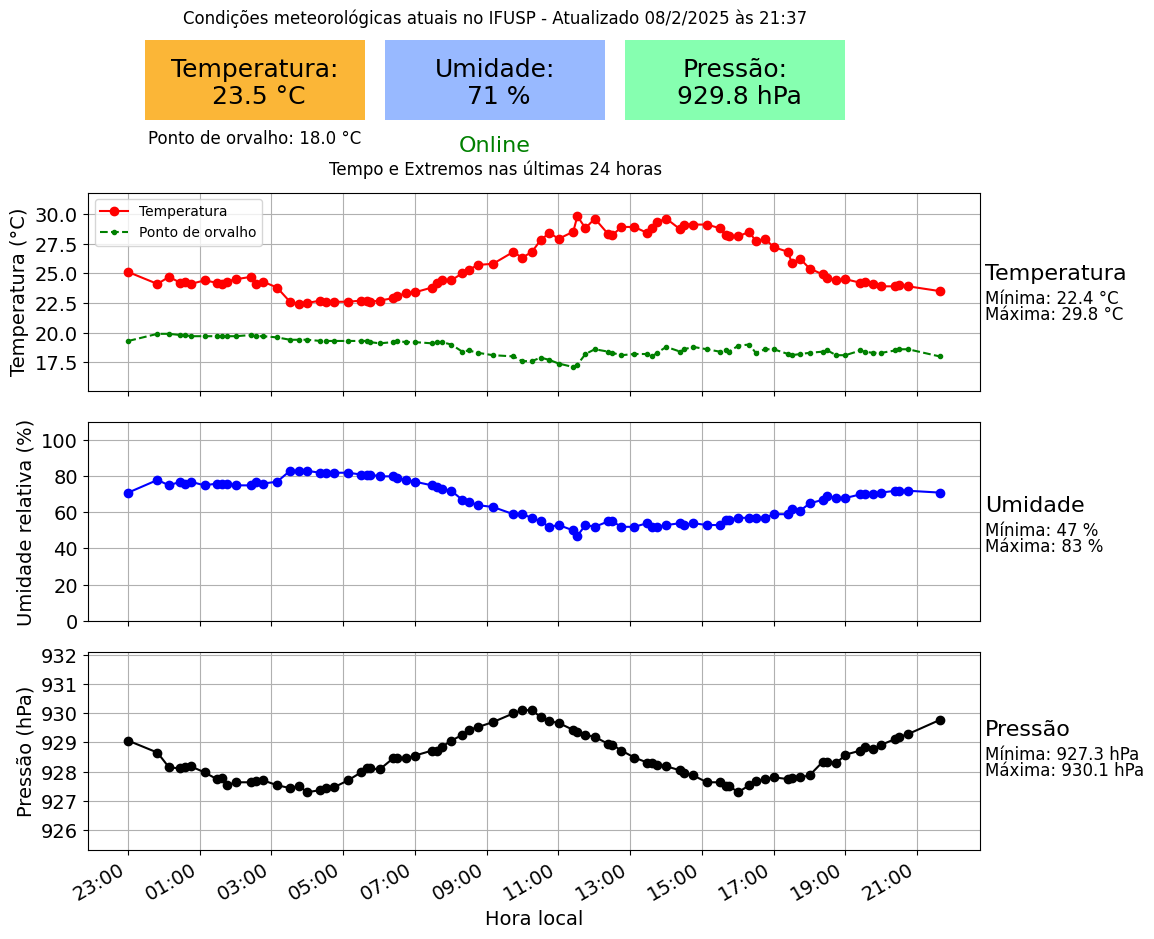 Condições meteorológicas atuais no IFUSP - Atualizado 08/2/2025 às 21:37
Temperatura:
23.5 °C
Umidade:
71 %
Pressão:
929.8 hPa
Ponto de orvalho: 18.0 °C
Online
Tempo e Extremos nas últimas 24 horas
Temperatura (°C)
30.0
27.5
25.0
22.5
20.0
17.5
Temperatura
Ponto de orvalho
Temperatura
Mínima: 22.4 °C
Máxima: 29.8 °C
Umidade relativa (%)
100
80
60
40
20
0
Umidade
Mínima: 47 %
Máxima: 83 %
Pressão (hPa)
932
931
930
929
928
927
926
Pressão
Mínima: 927.3 hPa
Máxima: 930.1 hPa
23:00
01:00
03:00
05:00
07:00
09:00
11:00
13:00
15:00
17:00
19:00
21:00
Hora local